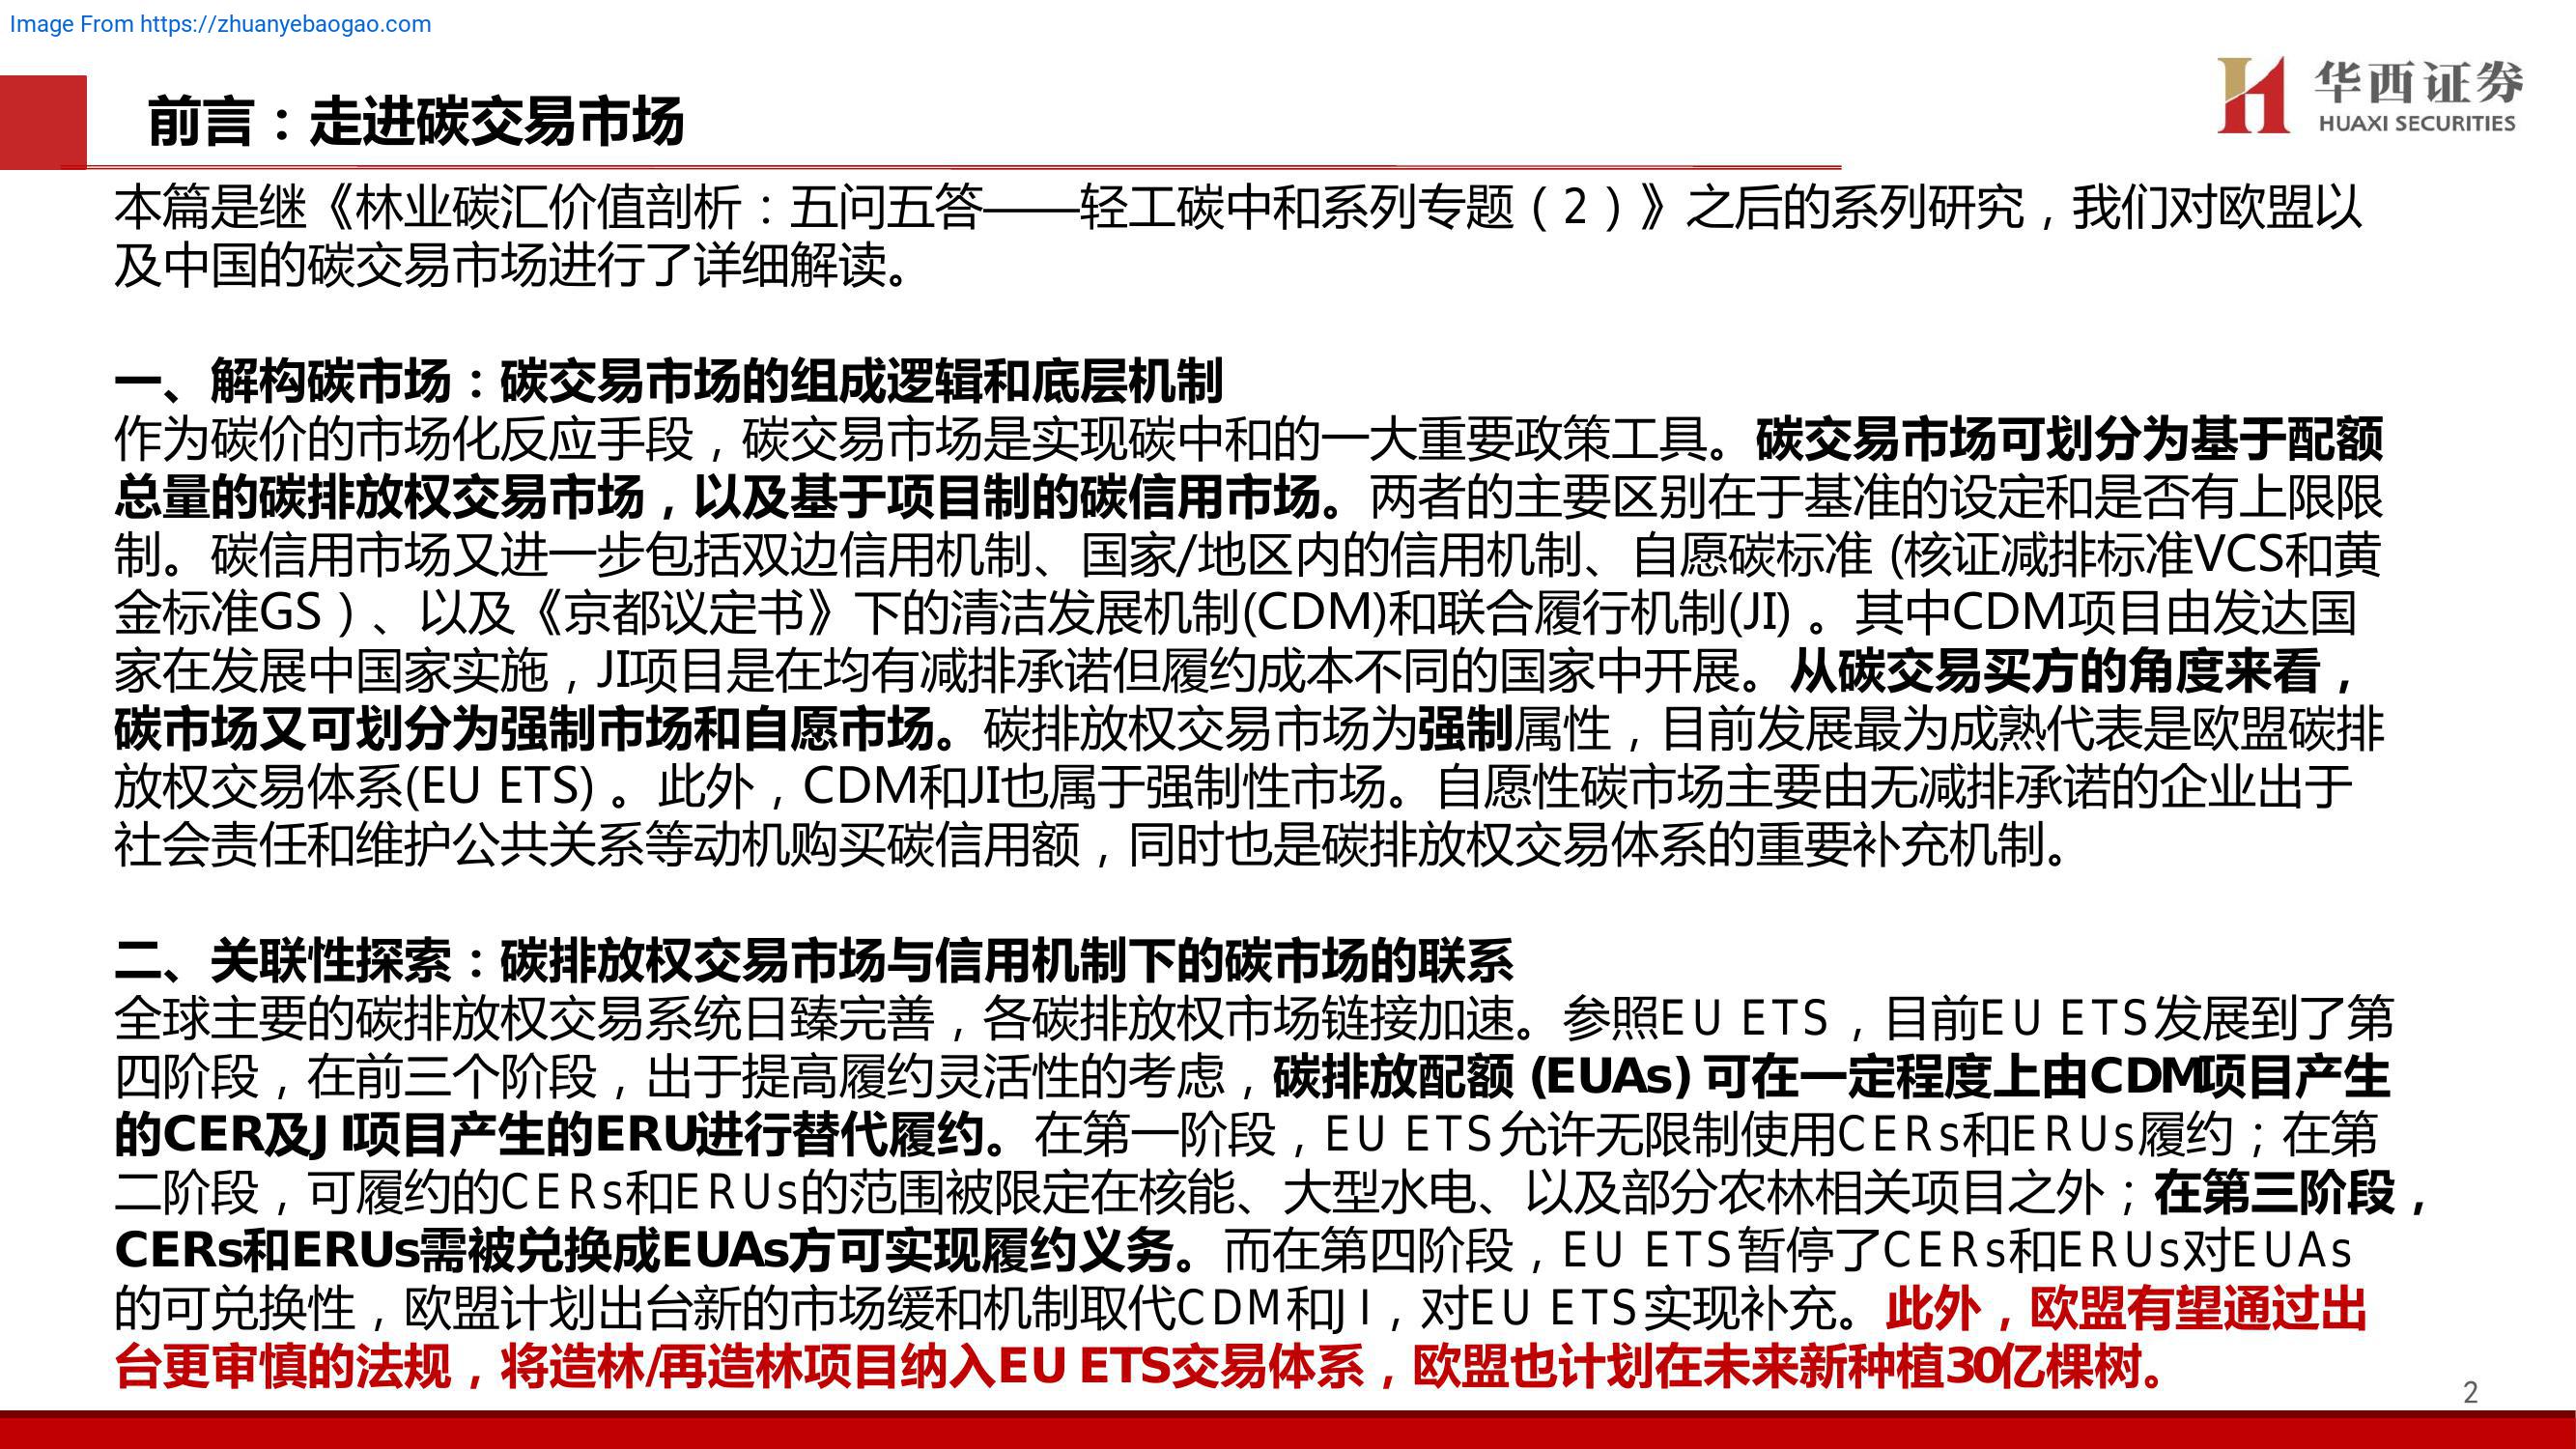 Image From https://zhuanyebaogao.com
华西证券
HUAXI SECURITIES
前言：走进碳交易市场
本篇是继《林业碳汇价值剖析：五问五答——轻工碳中和系列专题（2）》之后的系列研究，我们对欧盟以
及中国的碳交易市场进行了详细解读。
一、解构碳市场：碳交易市场的组成逻辑和底层机制
作为碳价的市场化反应手段，碳交易市场是实现碳中和的一大重要政策工具。碳交易市场可划分为基于配额
总量的碳排放权交易市场，以及基于项目制的碳信用市场。两者的主要区别在于基准的设定和是否有上限限
制。碳信用市场又进一步包括双边信用机制、国家/地区内的信用机制、自愿碳标准 (核证减排标准VCS和黄
金标准GS）、以及《京都议定书》下的清洁发展机制(CDM)和联合履行机制(JI) 。其中CDM项目由发达国
家在发展中国家实施，JI项目是在均有减排承诺但履约成本不同的国家中开展。从碳交易买方的角度来看，
碳市场又可划分为强制市场和自愿市场。碳排放权交易市场为强制属性，目前发展最为成熟代表是欧盟碳排
放权交易体系(EU ETS) 。此外，CDM和JI也属于强制性市场。自愿性碳市场主要由无减排承诺的企业出于
社会责任和维护公共关系等动机购买碳信用额，同时也是碳排放权交易体系的重要补充机制。
二、关联性探索：碳排放权交易市场与信用机制下的碳市场的联系
全球主要的碳排放权交易系统日臻完善，各碳排放权市场链接加速。参照EU ETS，目前EU ETS发展到了第
四阶段，在前三个阶段，出于提高履约灵活性的考虑，碳排放配额 (EUAs) 可在一定程度上由CDM项目产生
的CER及JI项目产生的ERU进行替代履约。在第一阶段，EU ETS允许无限制使用CERs和ERUs履约；在第
二阶段，可履约的CERs和ERUs的范围被限定在核能、大型水电、以及部分农林相关项目之外；在第三阶段，
CERs和ERUs需被兑换成EUAs方可实现履约义务。而在第四阶段，EU ETS暂停了CERs和ERUs对EUAs
的可兑换性，欧盟计划出台新的市场缓和机制取代CDM和JI，对EU ETS实现补充。此外，欧盟有望通过出
台更审慎的法规，将造林/再造林项目纳入EU ETS交易体系，欧盟也计划在未来新种植30亿棵树。
2